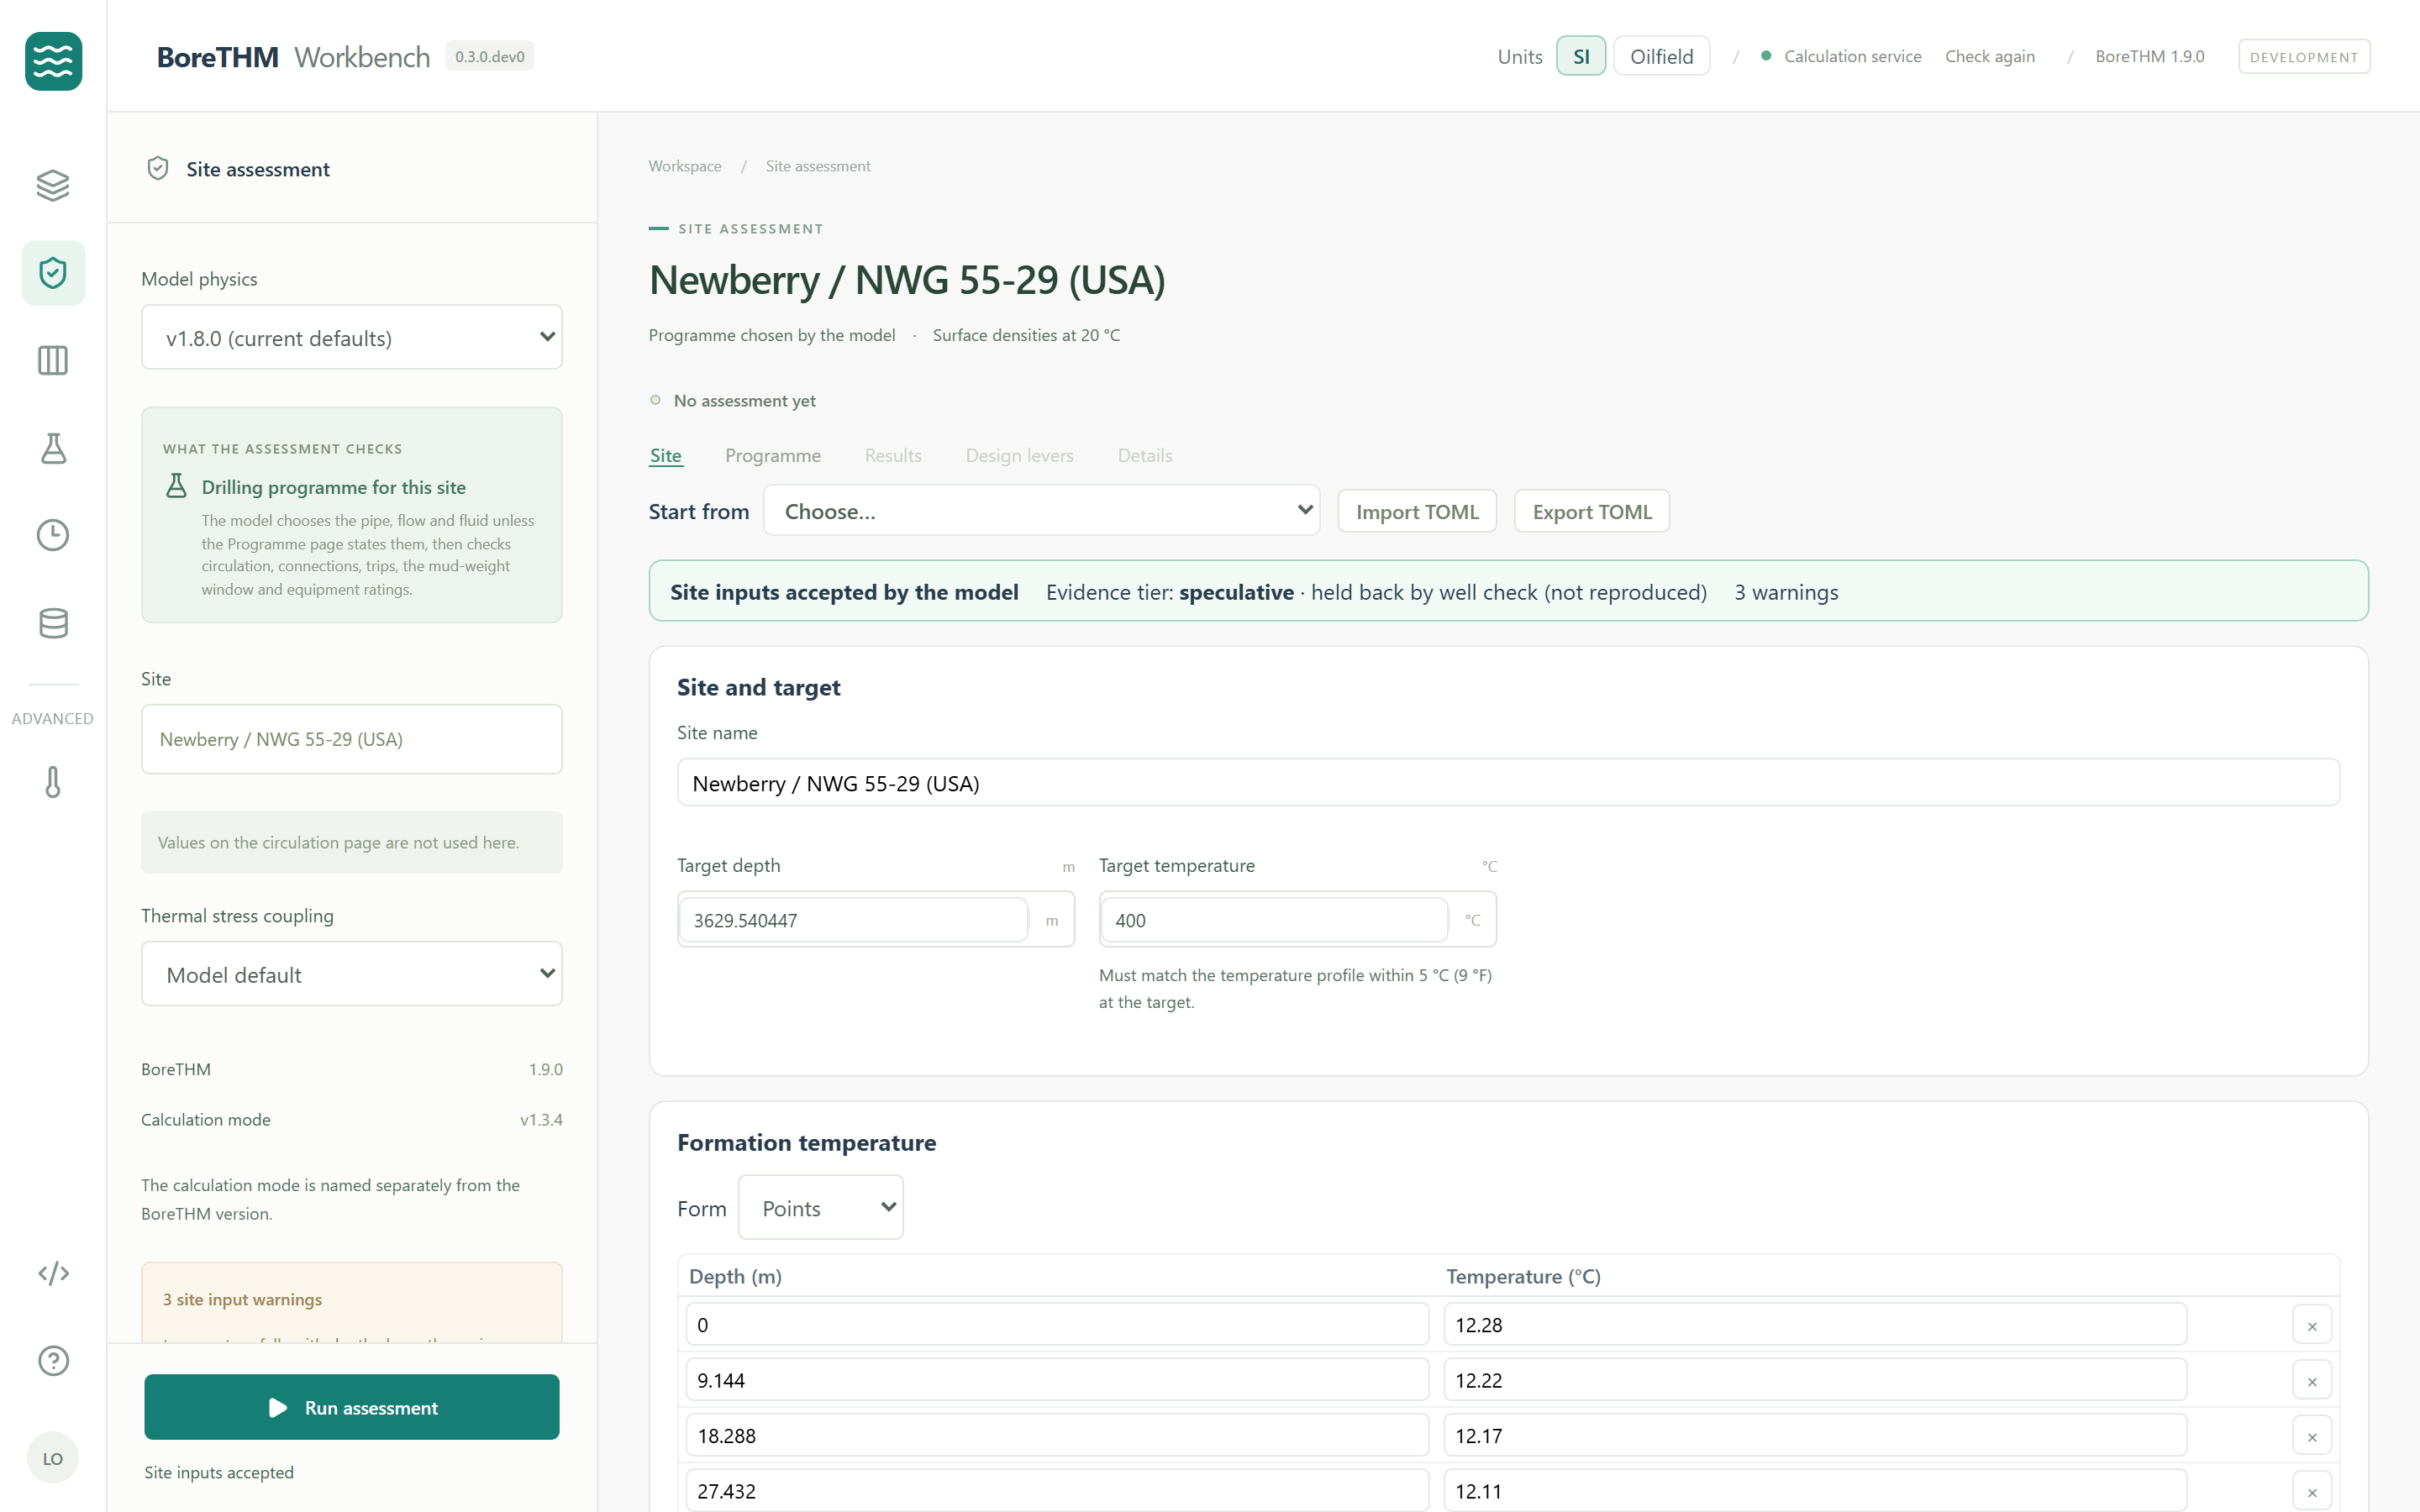 BoreTHM Workbench 0.3.0.dev0
Units SI Oilfield / Calculation service Check again / BoreTHM 1.9.0 DEVELOPMENT
ADVANCED
LO
Site assessment
Model physics
v1.8.0 (current defaults)
WHAT THE ASSESSMENT CHECKS
Drilling programme for this site
The model chooses the pipe, flow and fluid unless
the Programme page states them, then checks
circulation, connections, trips, the mud-weight
window and equipment ratings.
Site
Newberry / NWG 55-29 (USA)
Values on the circulation page are not used here.
Thermal stress coupling
Model default
BoreTHM 1.9.0
Calculation mode v1.3.4
The calculation mode is named separately from the
BoreTHM version.
3 site input warnings
Run assessment
Site inputs accepted
Workspace / Site assessment
SITE ASSESSMENT
Newberry / NWG 55-29 (USA)
Programme chosen by the model · Surface densities at 20 °C
No assessment yet
Site Programme Results Design levers Details
Start from Choose... Import TOML Export TOML
Site inputs accepted by the model Evidence tier: speculative · held back by well check (not reproduced) 3 warnings
Site and target
Site name
Newberry / NWG 55-29 (USA)
Target depth m Target temperature °C
3629.540447 m 400 °C
Must match the temperature profile within 5 °C (9 °F)
at the target.
Formation temperature
Form Points
Depth (m) Temperature (°C)
0 12.28 ×
9.144 12.22 ×
18.288 12.17 ×
27.432 12.11 ×